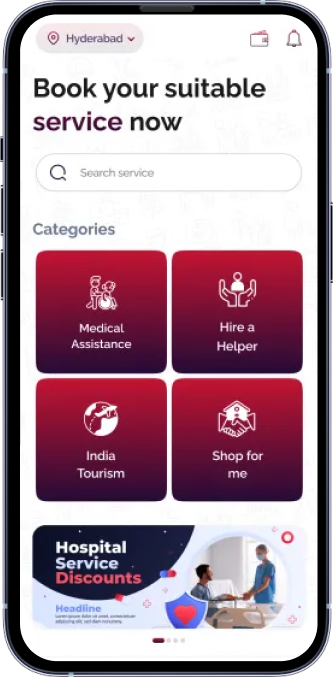 Hyderabad
Book your suitable
service now
Search service
Categories
Medical
Assistance
Hire a
Helper
India
Tourism
Shop for
me
Hospital
Service
Discounts
Headline
Lorem ipsum dolor sit amet, consectetuer
adipiscing elit, sed diam nonummy